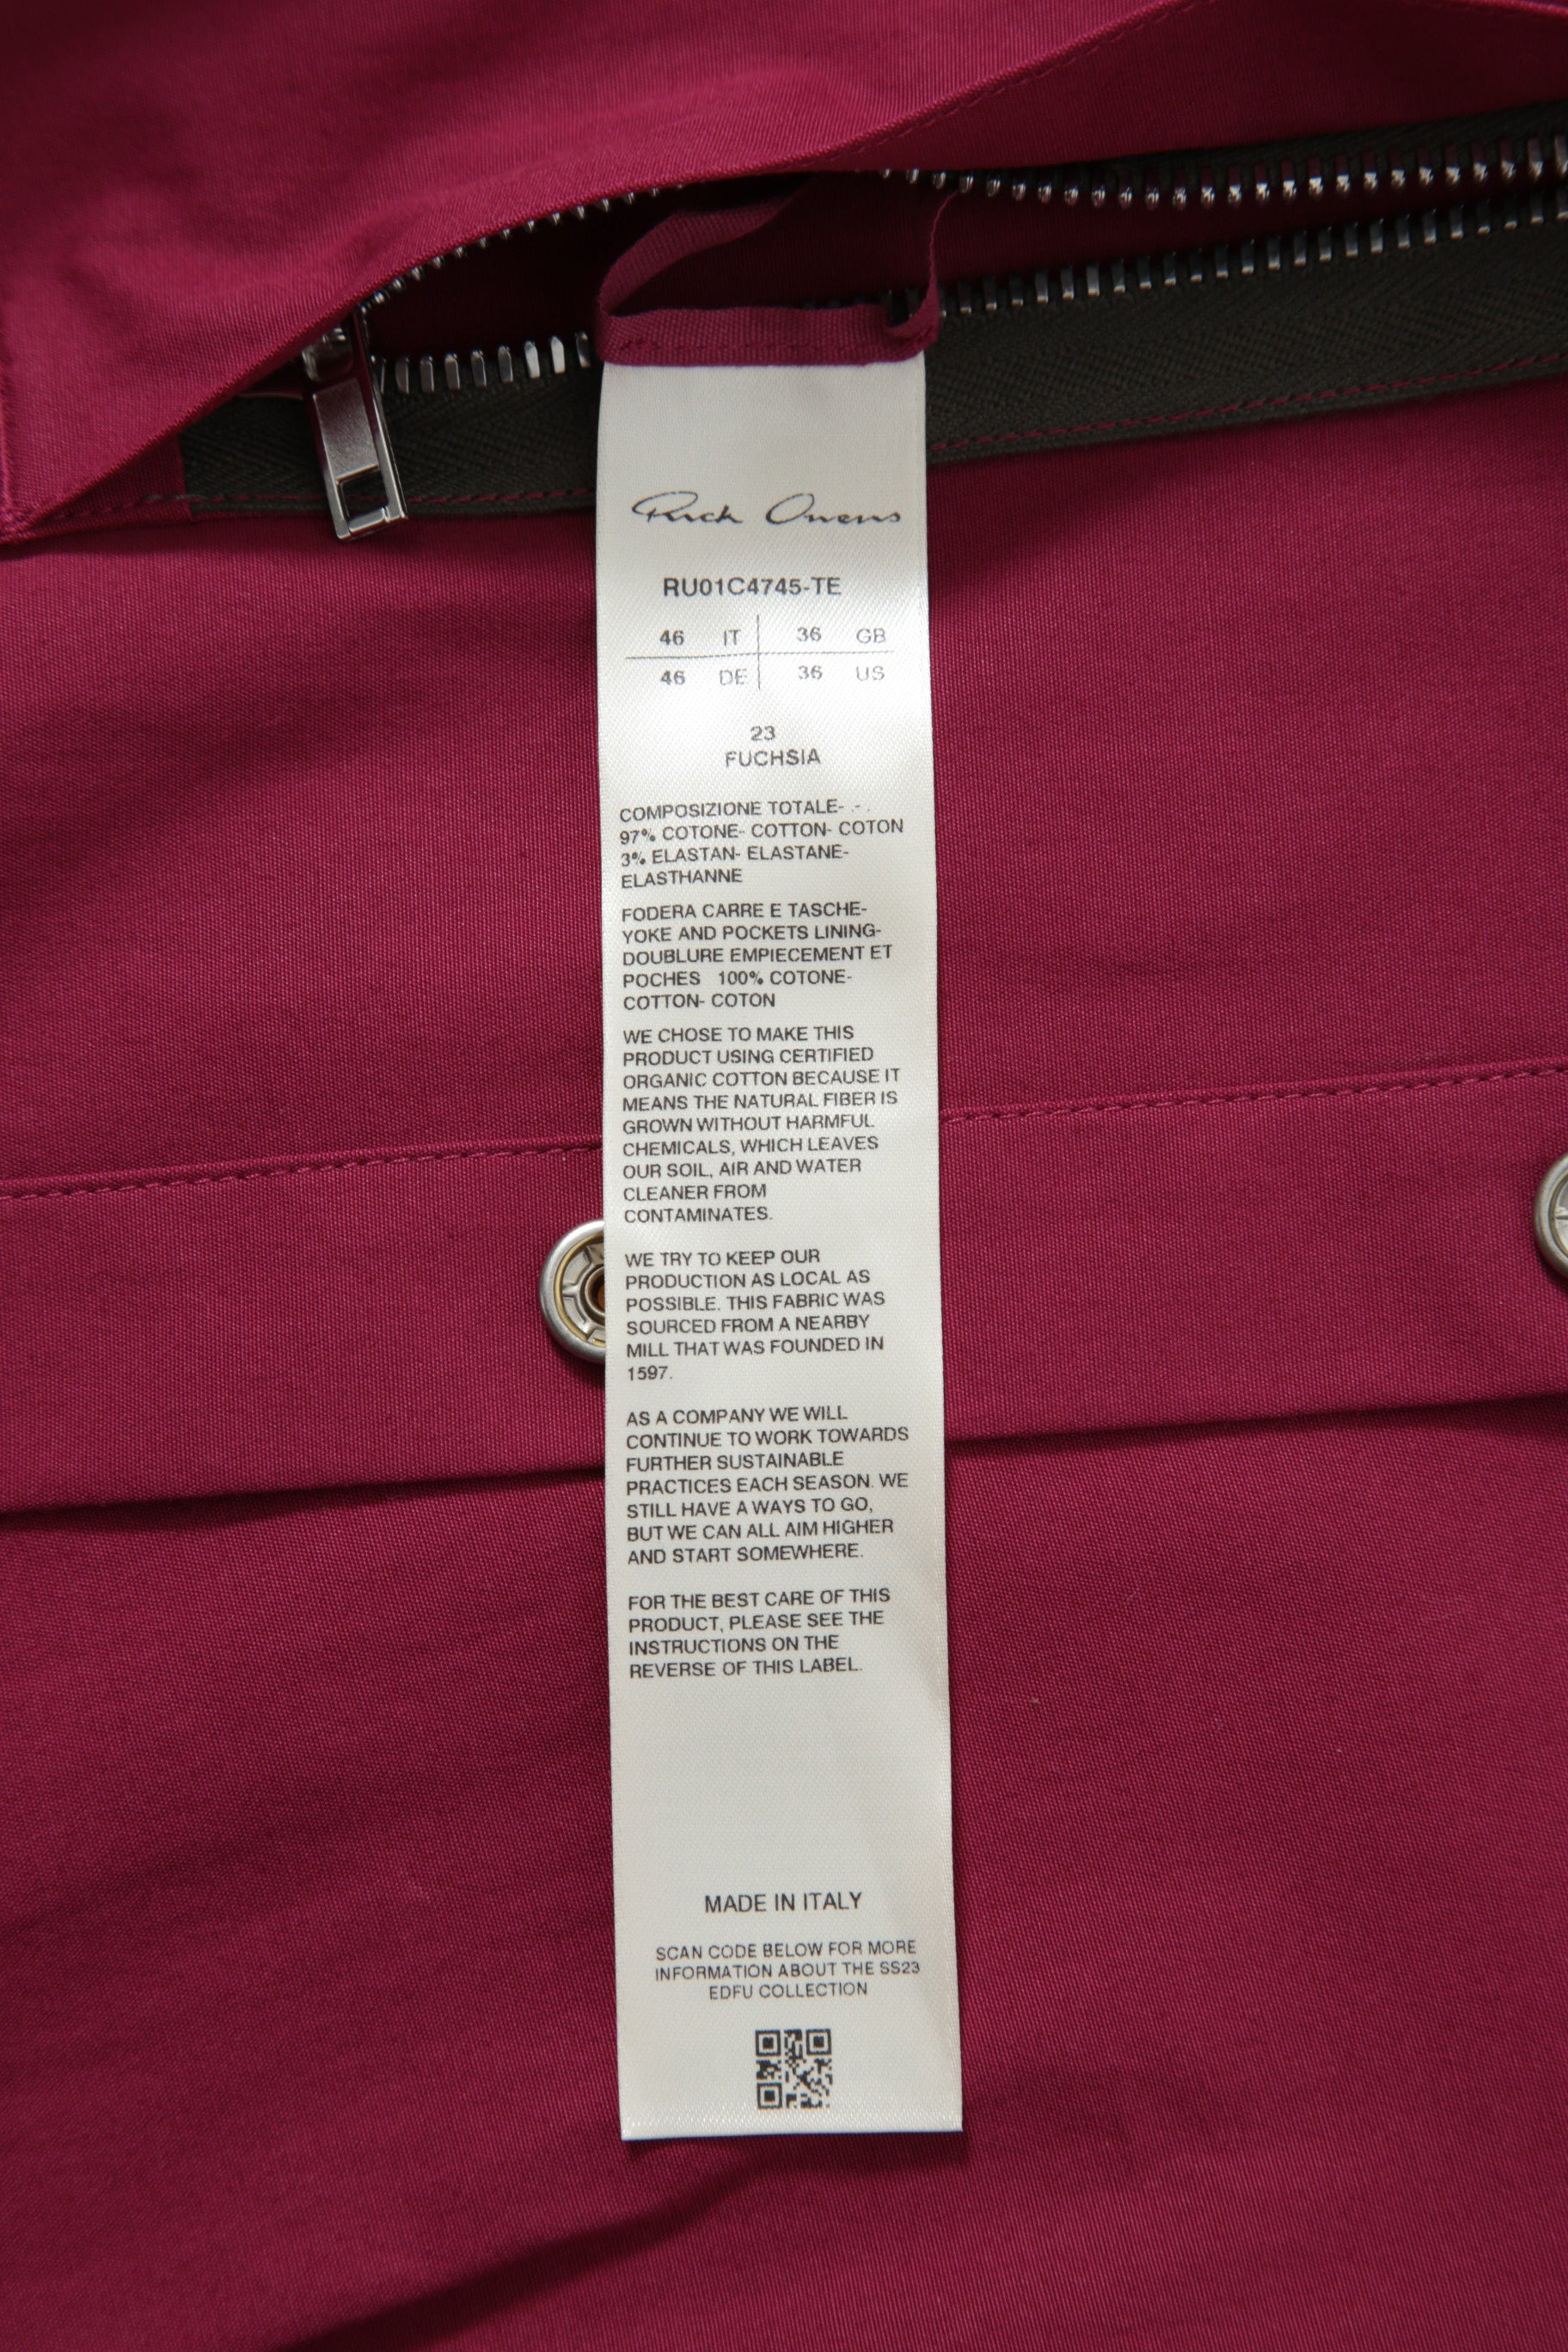 Rick Owens
RU01C4745-TE
46 IT 36 GB
46 DE 36 US
23
FUCHSIA
COMPOSIZIONE TOTALE- .- .
97% COTONE- COTTON- COTON
3% ELASTAN- ELASTANE-
ELASTHANNE
FODERA CARRE E TASCHE-
YOKE AND POCKETS LINING-
DOUBLURE EMPIECEMENT ET
POCHES 100% COTONE-
COTTON- COTON
WE CHOSE TO MAKE THIS
PRODUCT USING CERTIFIED
ORGANIC COTTON BECAUSE IT
MEANS THE NATURAL FIBER IS
GROWN WITHOUT HARMFUL
CHEMICALS, WHICH LEAVES
OUR SOIL, AIR AND WATER
CLEANER FROM
CONTAMINATES.
WE TRY TO KEEP OUR
PRODUCTION AS LOCAL AS
POSSIBLE. THIS FABRIC WAS
SOURCED FROM A NEARBY
MILL THAT WAS FOUNDED IN
1597.
AS A COMPANY WE WILL
CONTINUE TO WORK TOWARDS
FURTHER SUSTAINABLE
PRACTICES EACH SEASON. WE
STILL HAVE A WAYS TO GO,
BUT WE CAN ALL AIM HIGHER
AND START SOMEWHERE.
FOR THE BEST CARE OF THIS
PRODUCT, PLEASE SEE THE
INSTRUCTIONS ON THE
REVERSE OF THIS LABEL.
MADE IN ITALY
SCAN CODE BELOW FOR MORE
INFORMATION ABOUT THE SS23
EDFU COLLECTION